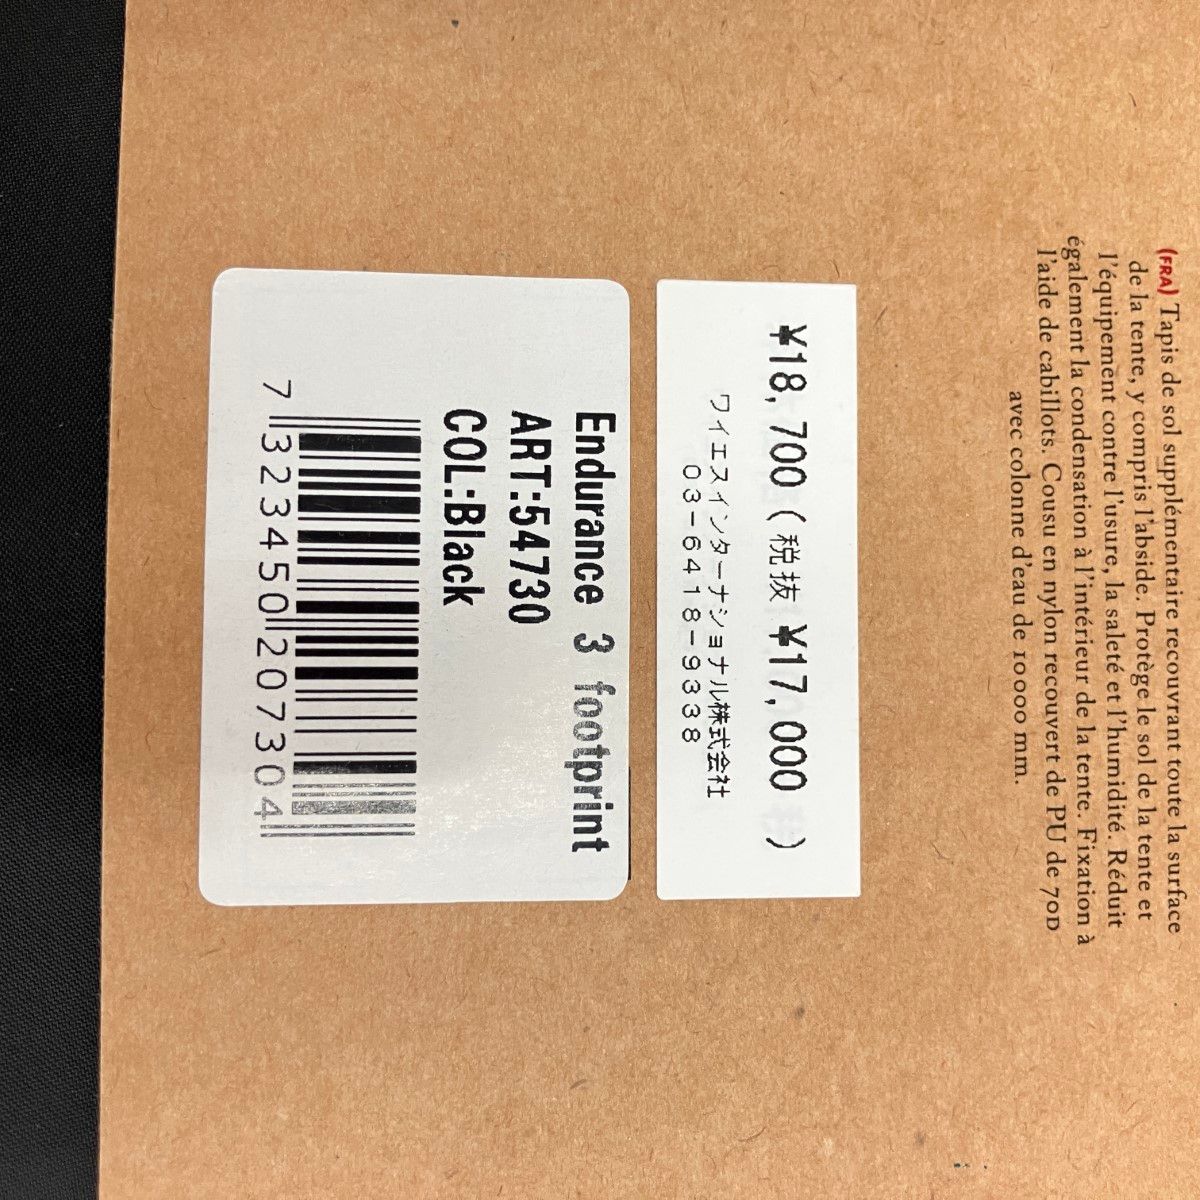 (FRA) Tapis de sol supplémentaire recouvrant toute la surface
de la tente, y compris l'abside. Protège le sol de la tente et
l'équipement contre l'usure, la saleté et l'humidité. Réduit
également la condensation à l'intérieur de la tente. Fixation à
l'aide de cabillots. Cousu en nylon recouvert de PU de 70D
avec colonne d'eau de 10000 mm.
¥18,700(税抜 ¥17,000 )
ワイエスインターナショナル株式会社
03-6418-9338
Endurance 3 footprint
ART:54730
COL:Black
7 323450 207304